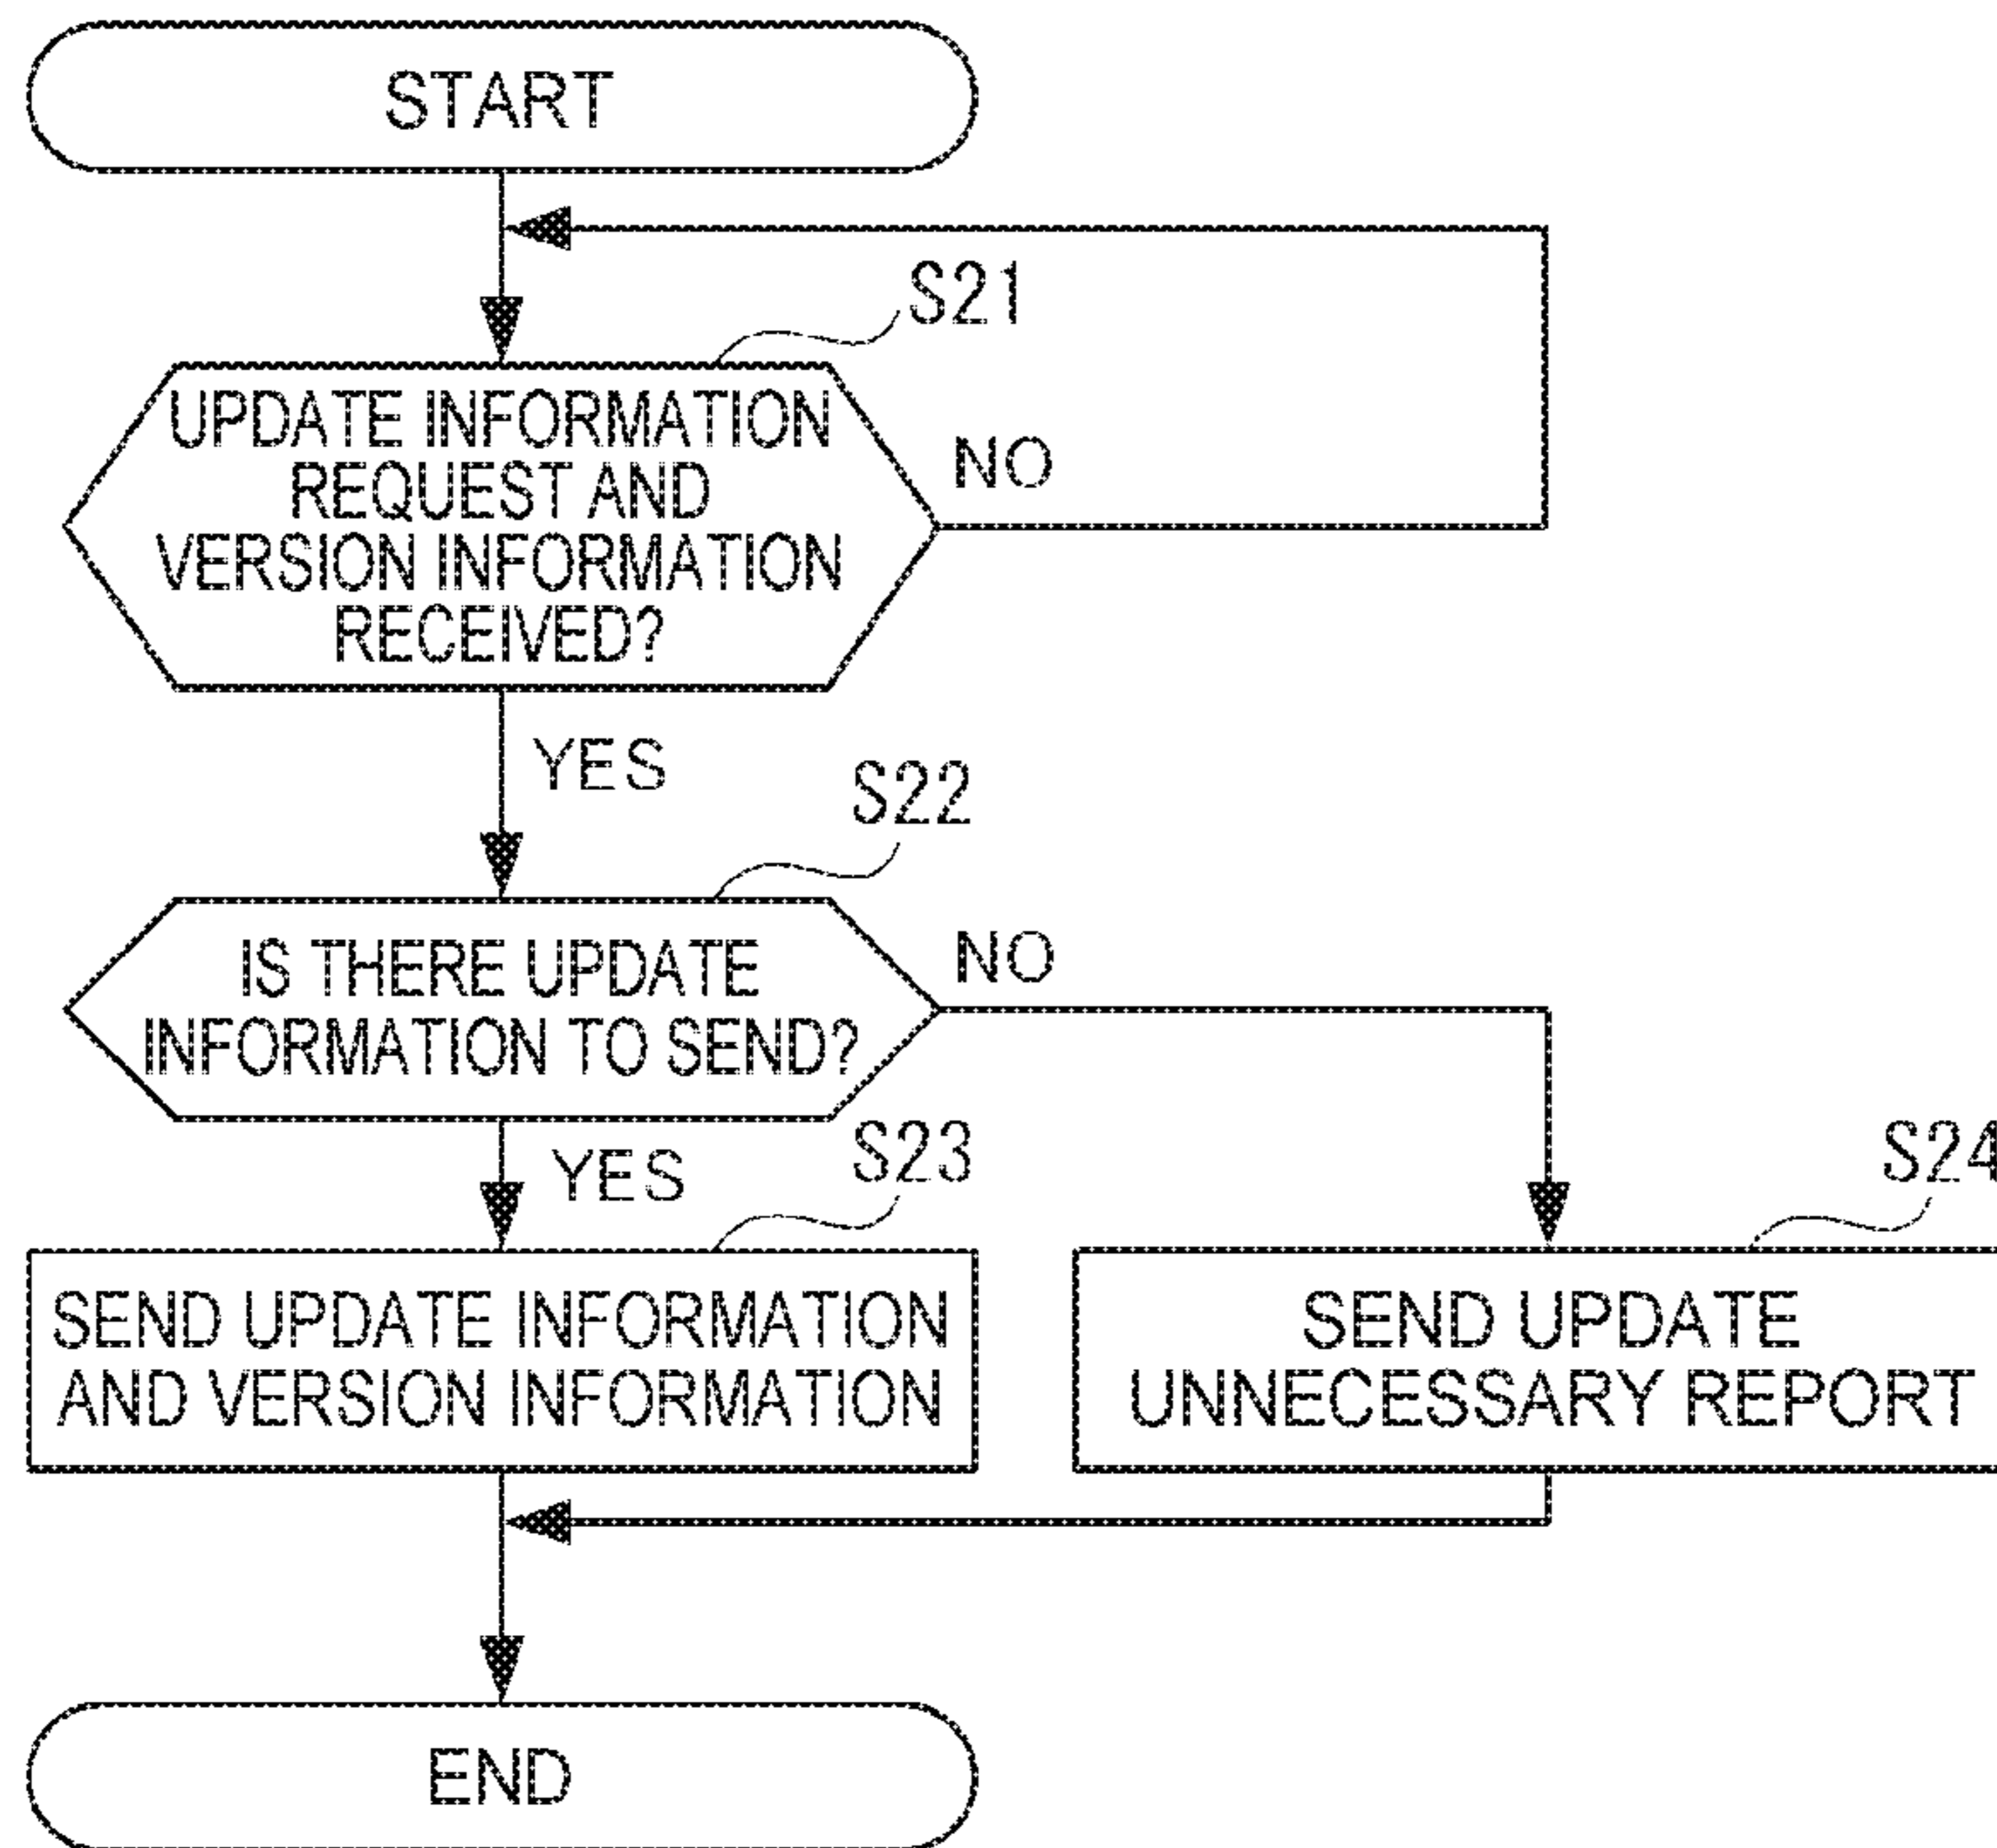 START
S21
UPDATE INFORMATION
REQUEST AND
VERSION INFORMATION
RECEIVED?
NO
YES
S22
IS THERE UPDATE
INFORMATION TO SEND?
NO
YES
S23
S24
SEND UPDATE INFORMATION
AND VERSION INFORMATION
SEND UPDATE
UNNECESSARY REPORT
END